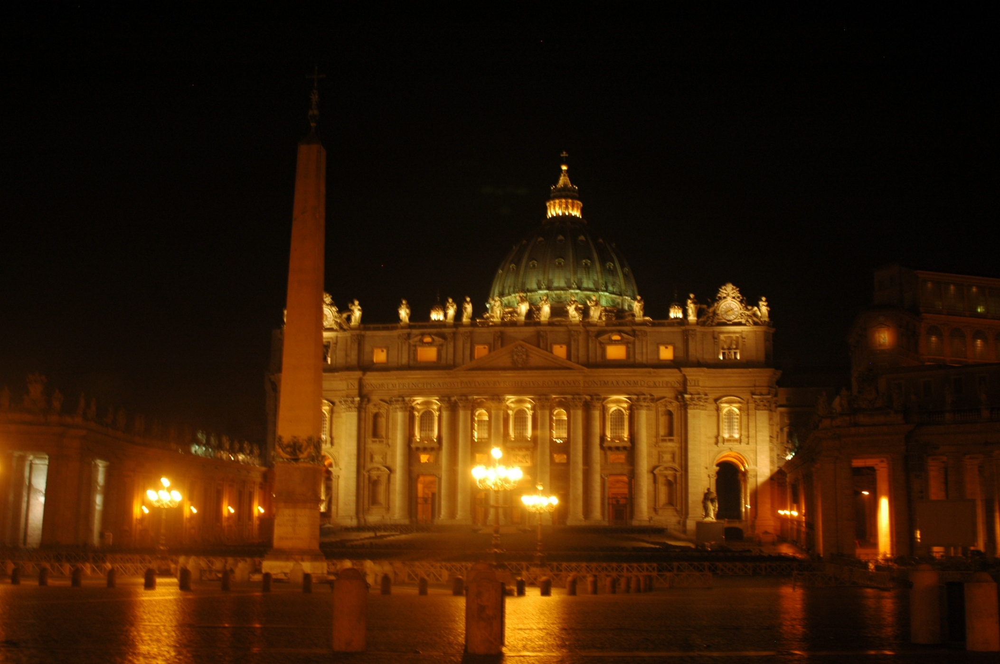 IN HONOREM PRINCIPIS APOST PAVLVS V BVRGHESIVS ROMANVS PONT MAX AN MDCXII PONT VII